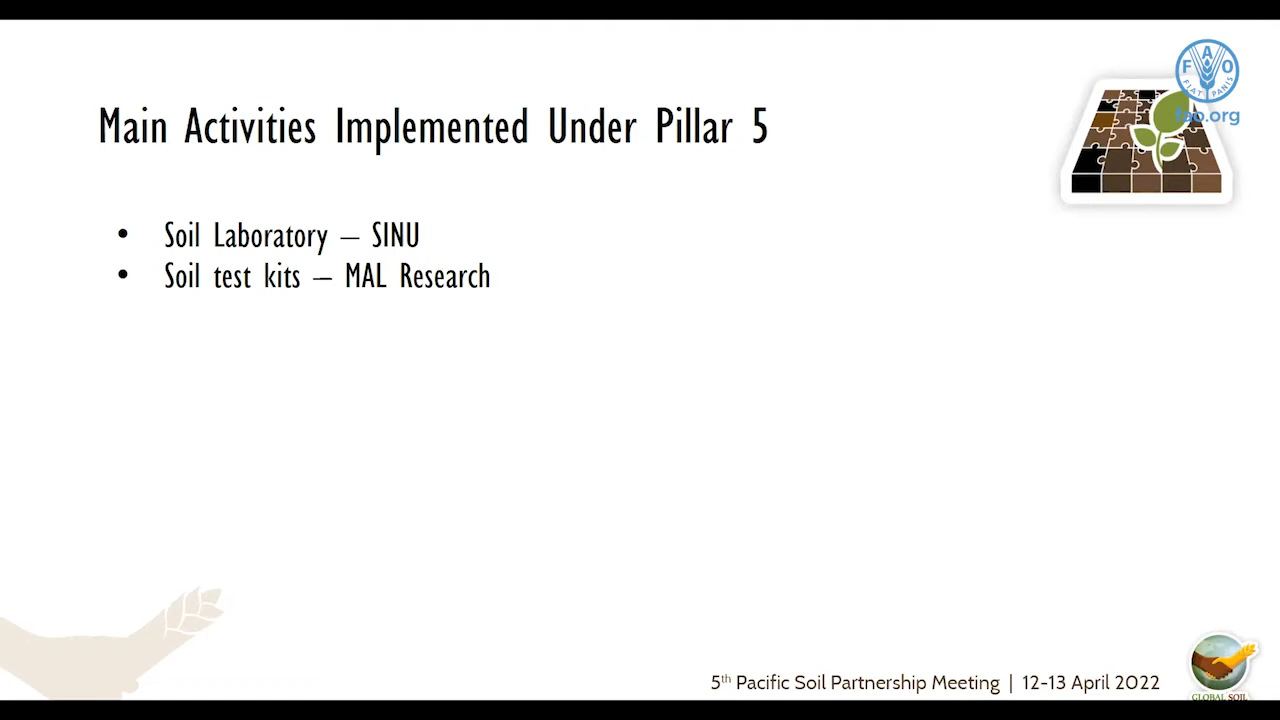 FAO
FIAT PANIS
fao.org
Main Activities Implemented Under Pillar 5
• Soil Laboratory – SINU
• Soil test kits – MAL Research
5th Pacific Soil Partnership Meeting | 12-13 April 2022
GLOBAL SOIL